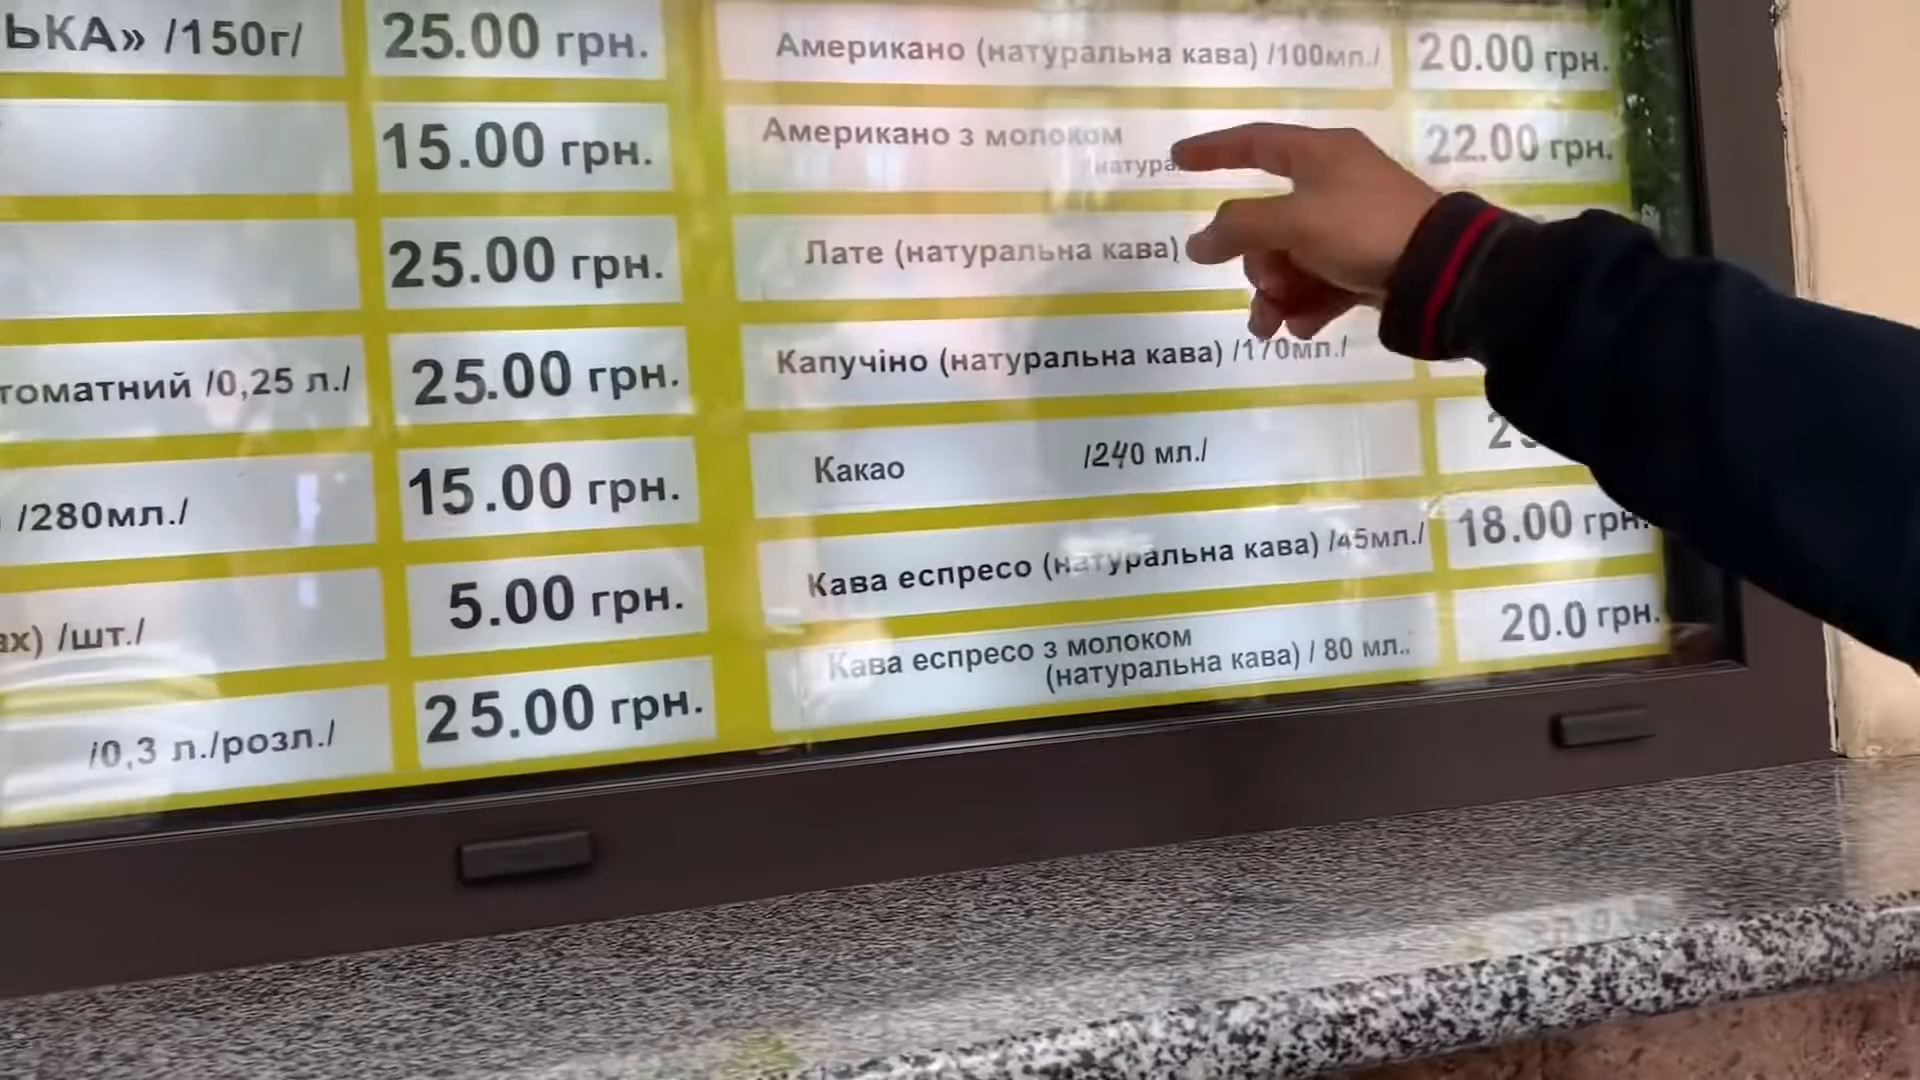 ЬКА» /150г/ 25.00 грн.
15.00 грн.
25.00 грн.
томатний /0,25 л./ 25.00 грн.
/280мл./ 15.00 грн.
ах) /шт./ 5.00 грн.
/0,3 л./розл./ 25.00 грн.
Американо (натуральна кава) /100мл./ 20.00 грн.
Американо з молоком 22.00 грн.
Лате (натуральна кава)
Капучіно (натуральна кава) /170мл./
Какао /240 мл./
Кава еспресо (натуральна кава) /45мл./ 18.00 грн.
Кава еспресо з молоком
(натуральна кава) / 80 мл.. 20.0 грн.